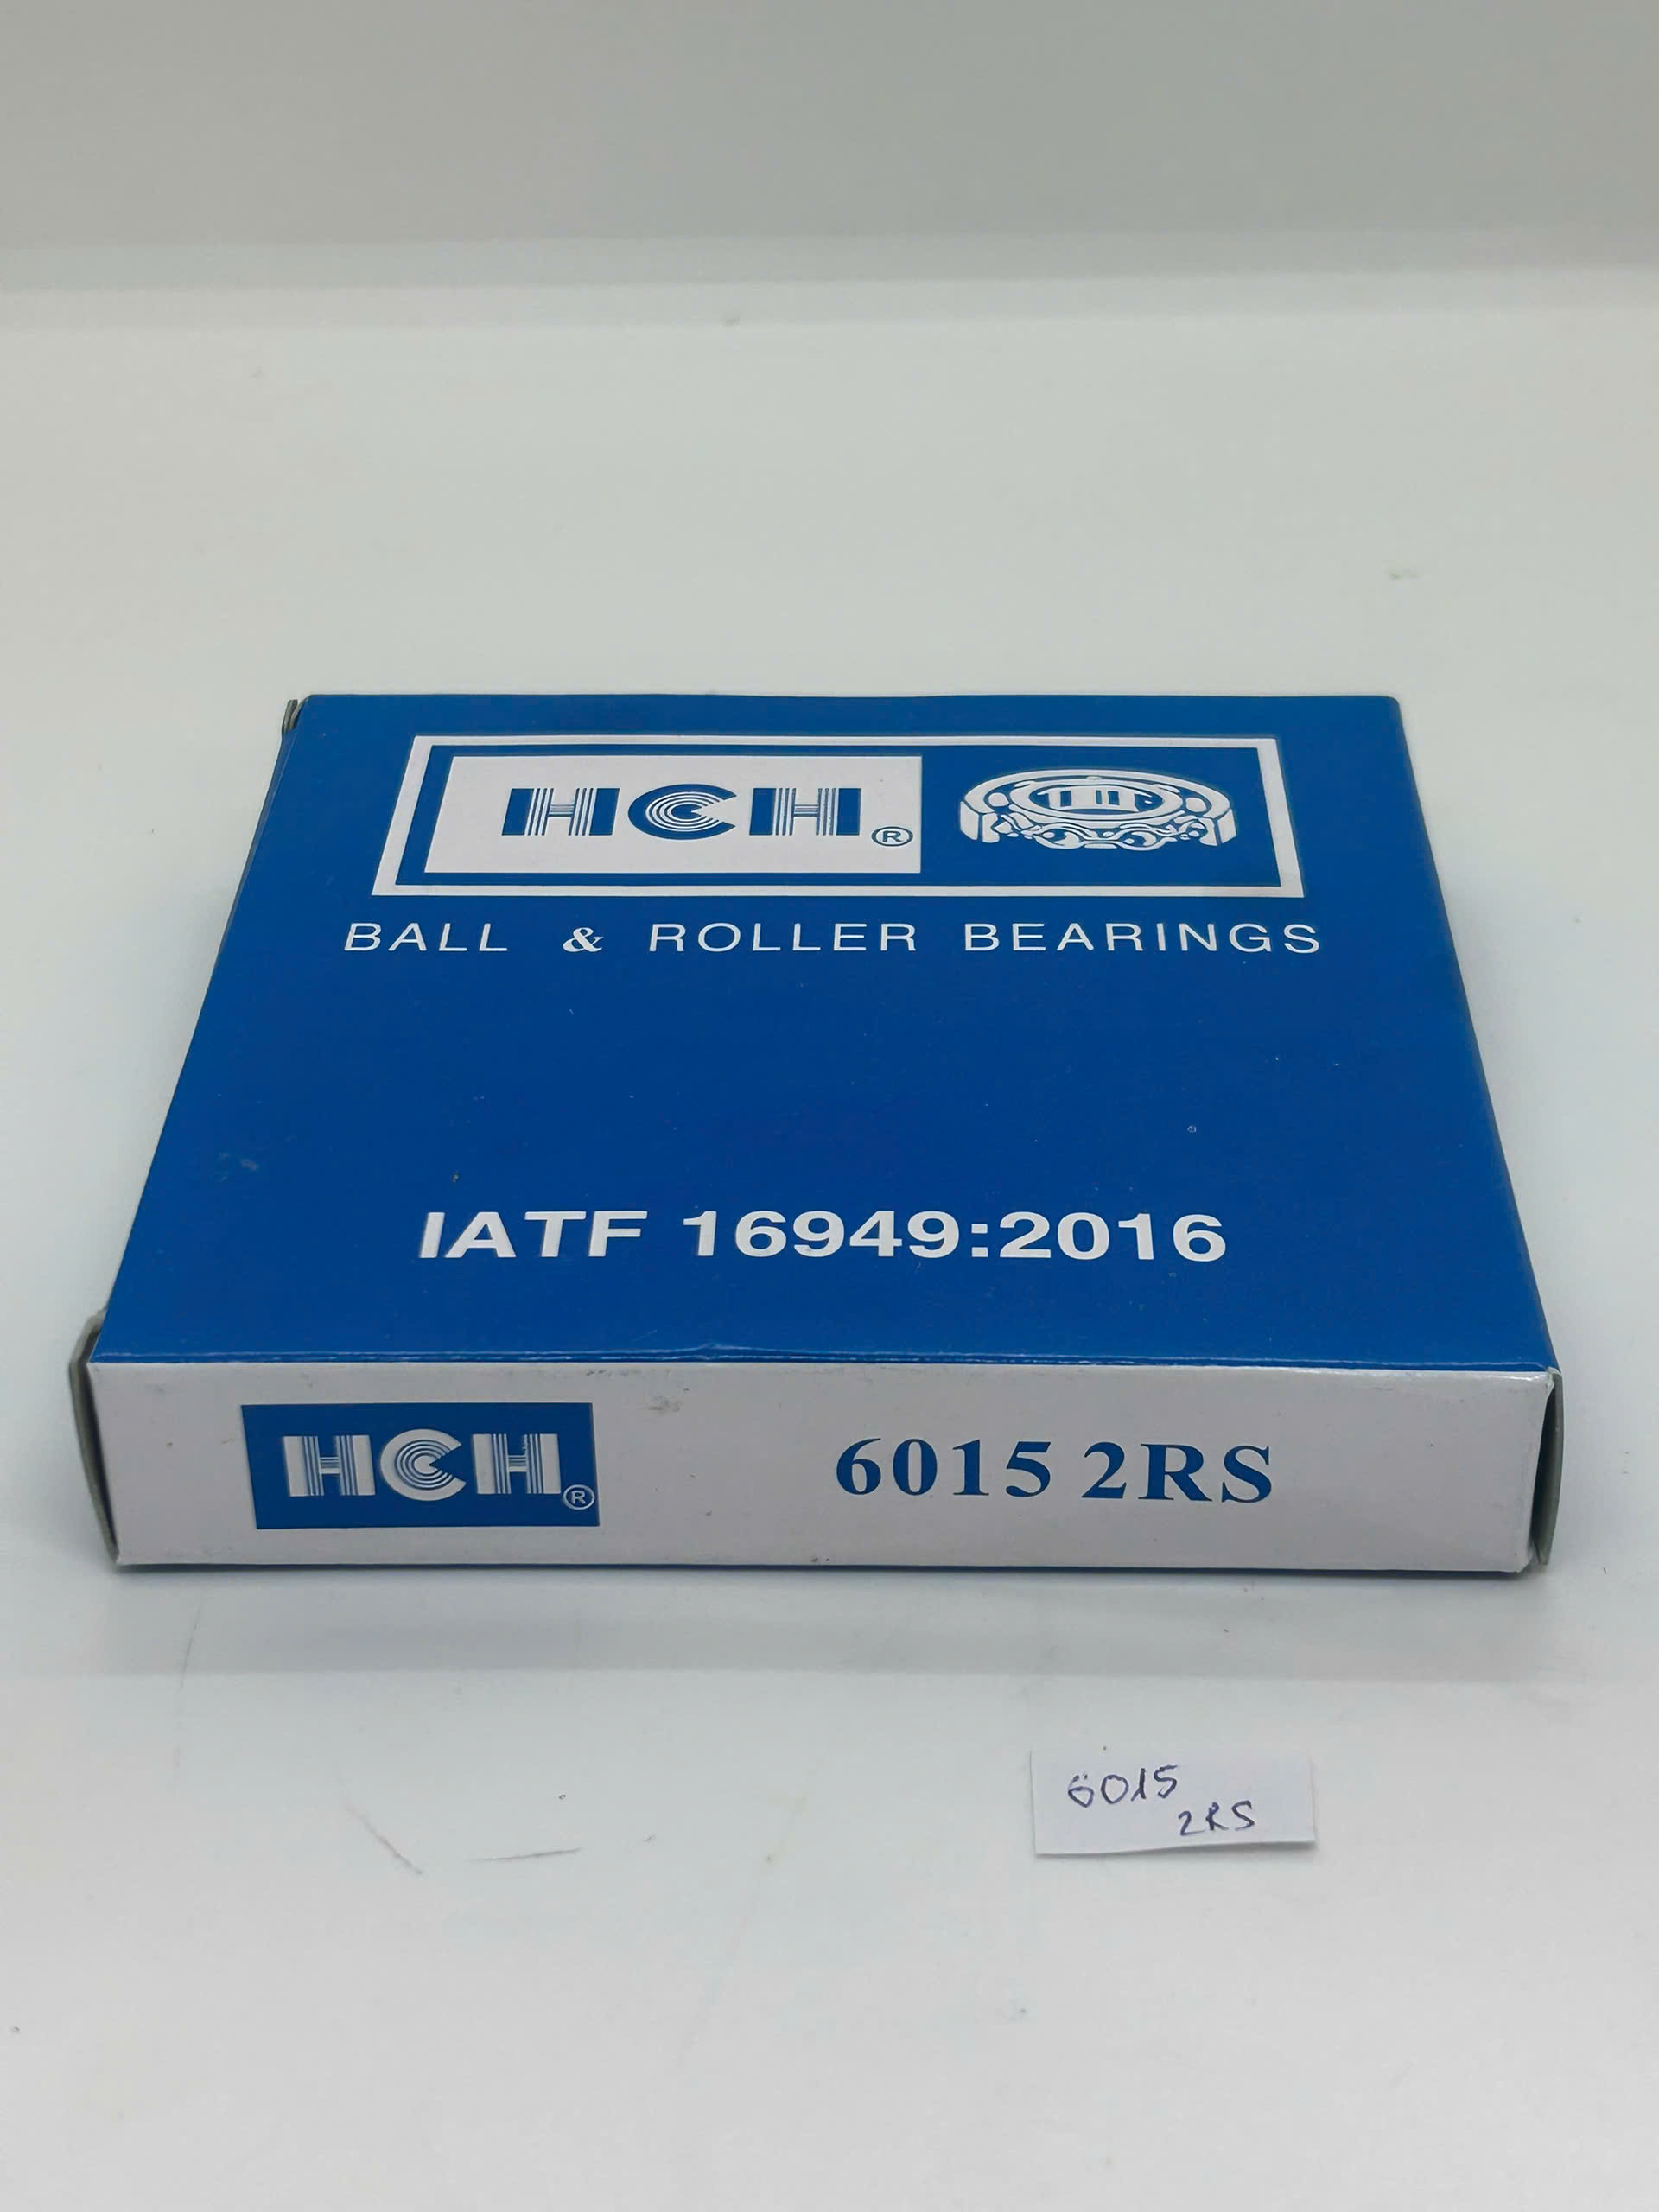 HCH®
BALL & ROLLER BEARINGS
IATF 16949:2016
HCH® 6015 2RS
6015
2RS